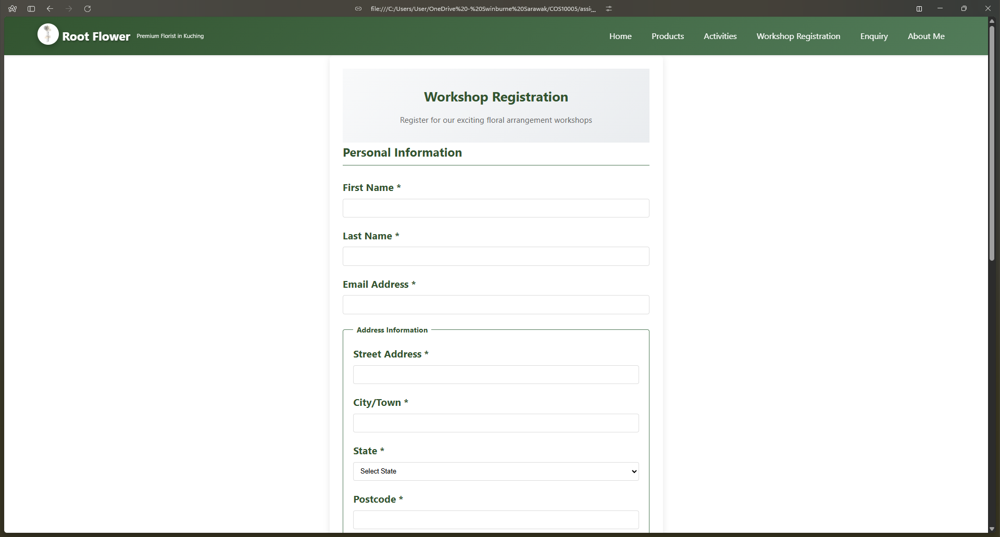 file:///C:/Users/User/OneDrive%20-%20Swinburne%20Sarawak/COS10005/assi...
Root Flower Premium Florist in Kuching
Home Products Activities Workshop Registration Enquiry About Me
Workshop Registration
Register for our exciting floral arrangement workshops
Personal Information
First Name *
Last Name *
Email Address *
Address Information
Street Address *
City/Town *
State *
Select State
Postcode *